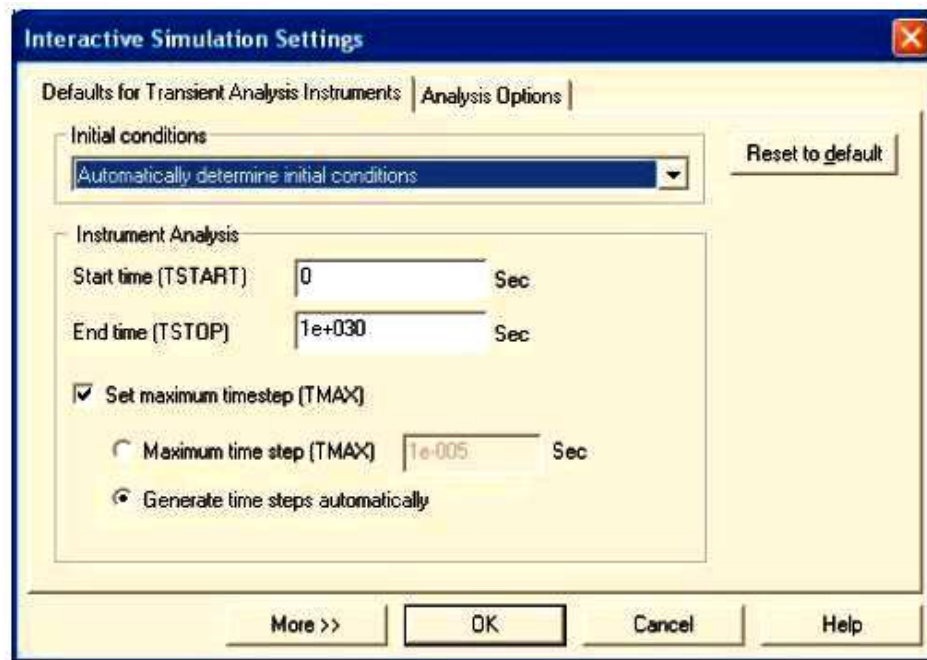 Interactive Simulation Settings
Defaults for Transient Analysis Instruments Analysis Options
Initial conditions
Automatically determine initial conditions
Reset to default
Instrument Analysis
Start time (TSTART) 0 Sec
End time (TSTOP) 1e+030 Sec
Set maximum timestep (TMAX)
Maximum time step (TMAX) 1e-005 Sec
Generate time steps automatically
More >> OK Cancel Help